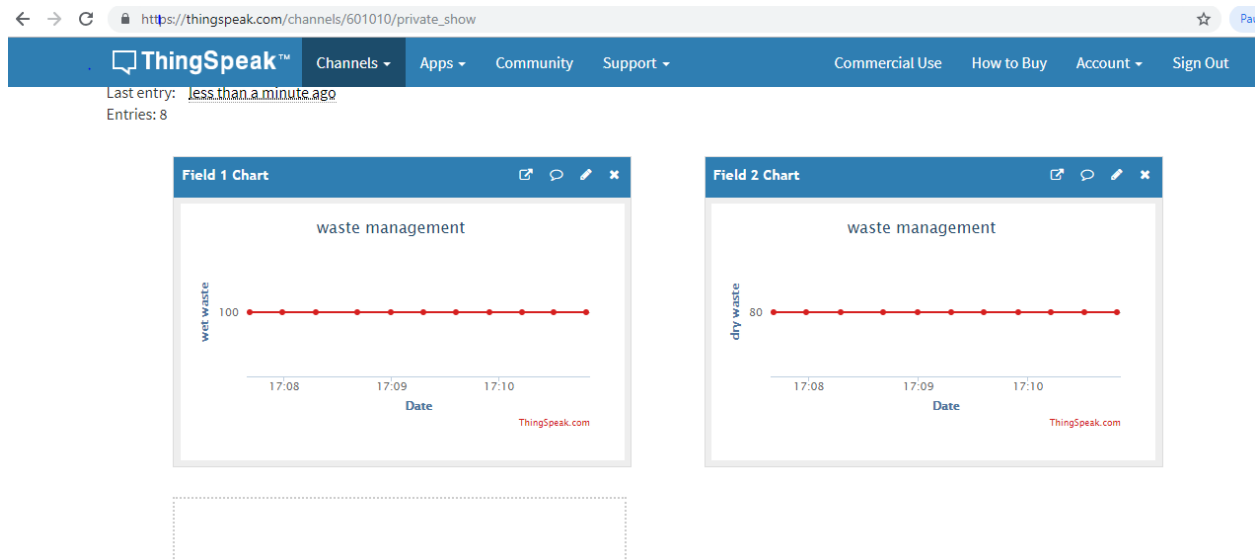 https://thingspeak.com/channels/601010/private_show
Pau
ThingSpeak™ Channels Apps Community Support Commercial Use How to Buy Account Sign Out
Last entry: less than a minute ago
Entries: 8
Field 1 Chart
waste management
wet waste
100
17:08 17:09 17:10
Date
ThingSpeak.com
Field 2 Chart
waste management
dry waste
80
17:08 17:09 17:10
Date
ThingSpeak.com